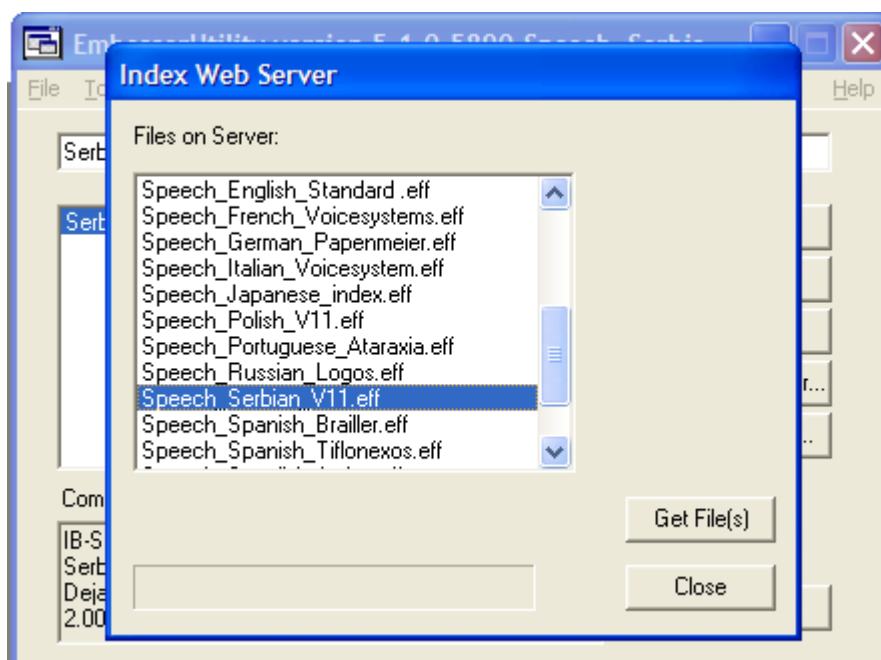 Index Web Server
File
Help
Files on Server:
Serb
Speech_English_Standard .eff
Speech_French_Voicesystems.eff
Speech_German_Papenmeier.eff
Speech_Italian_Voicesystem.eff
Speech_Japanese_index.eff
Speech_Polish_V11.eff
Speech_Portuguese_Ataraxia.eff
Speech_Russian_Logos.eff
Speech_Serbian_V11.eff
Speech_Spanish_Brailler.eff
Speech_Spanish_Tiflonexos.eff
Serb
r...
..
Com
Get File(s)
IB-S
Serb
Deja
2.00
Close